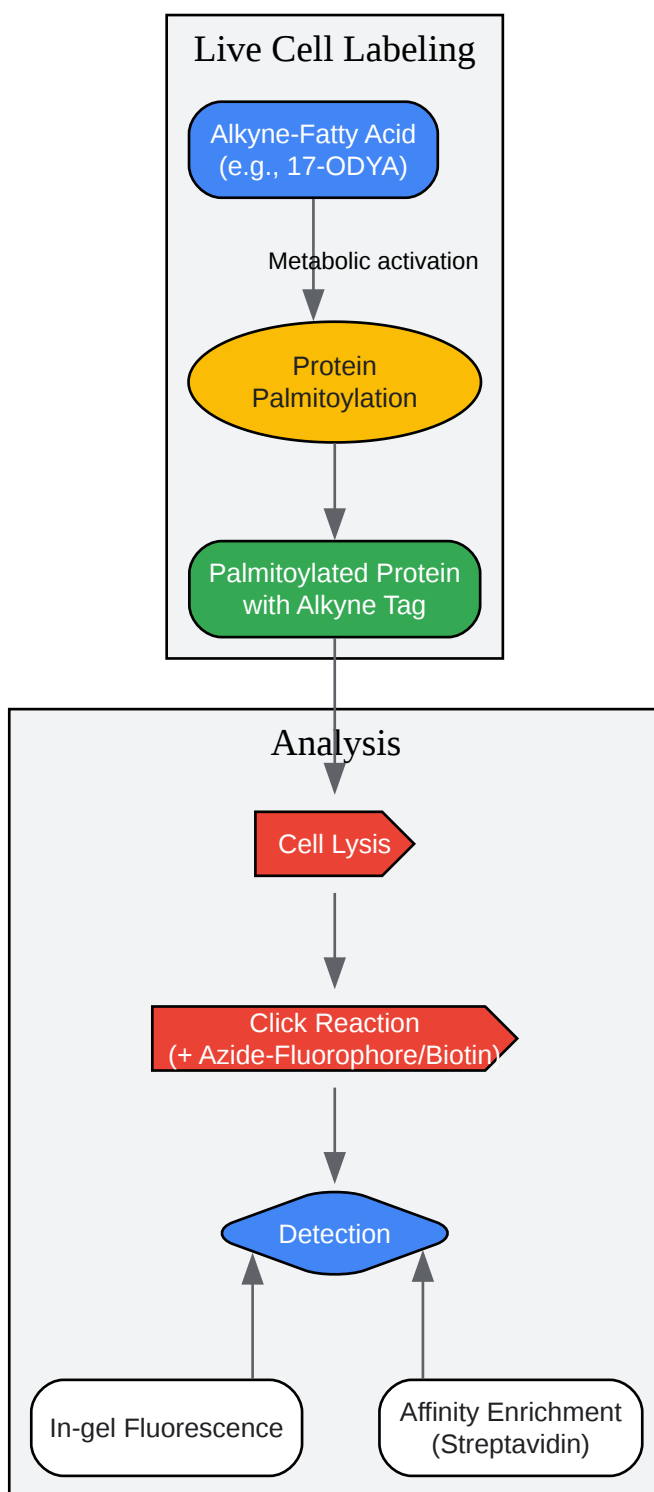 Live Cell Labeling
Alkyne-Fatty Acid
(e.g., 17-ODYA)
Metabolic activation
Protein
Palmitoylation
Palmitoylated Protein
with Alkyne Tag
Analysis
Cell Lysis
Click Reaction
(+ Azide-Fluorophore/Biotin)
Detection
In-gel Fluorescence
Affinity Enrichment
(Streptavidin)